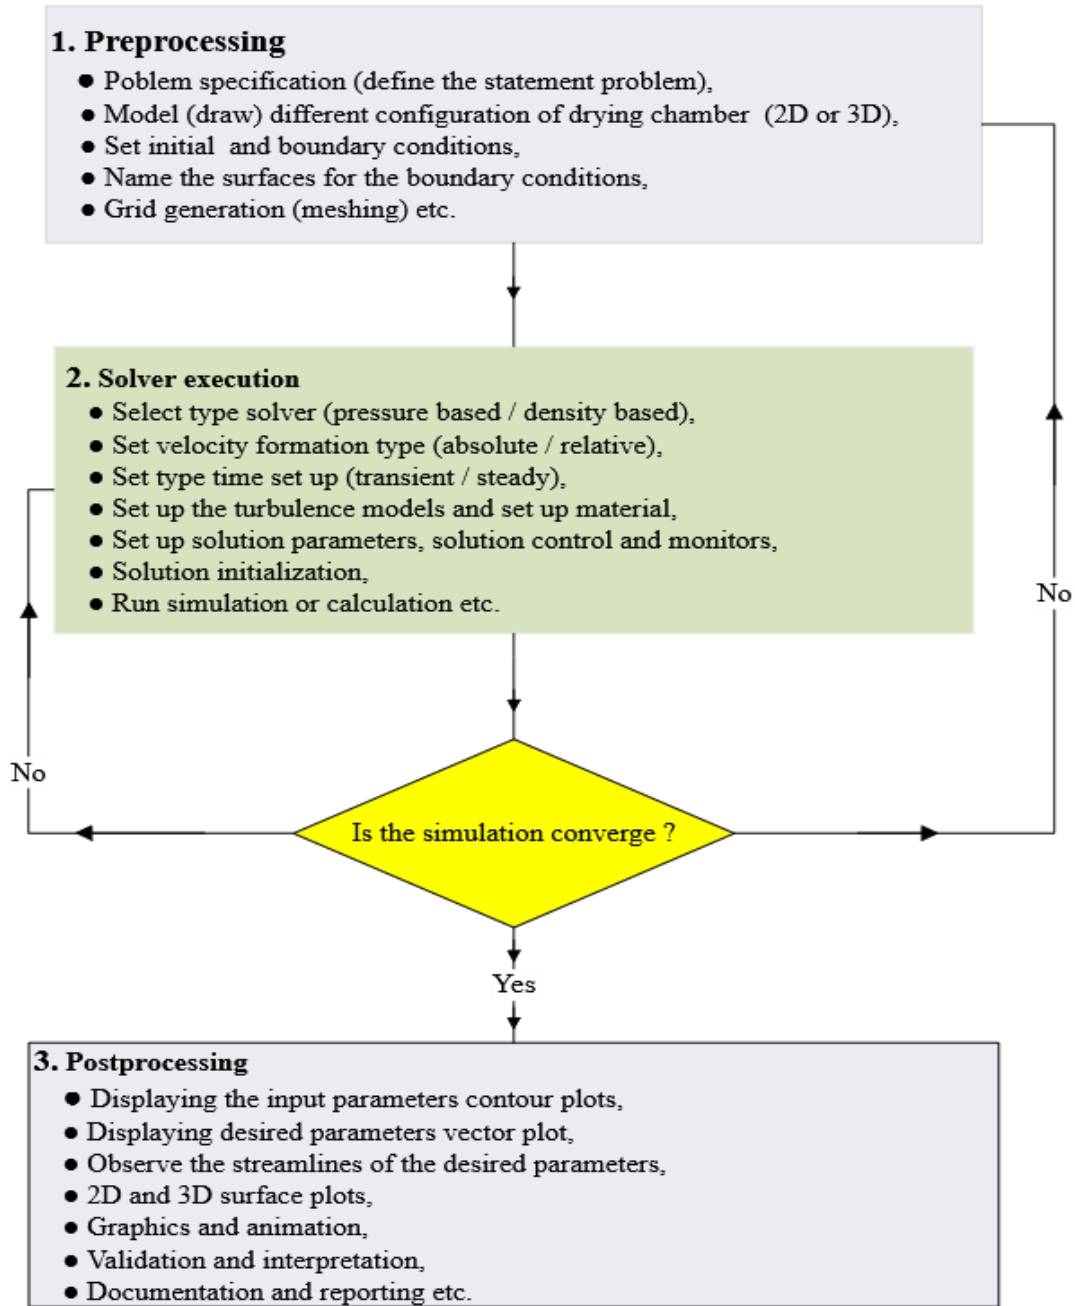 1. Preprocessing
● Poblem specification (define the statement problem),
● Model (draw) different configuration of drying chamber (2D or 3D),
● Set initial and boundary conditions,
● Name the surfaces for the boundary conditions,
● Grid generation (meshing) etc.
2. Solver execution
● Select type solver (pressure based / density based),
● Set velocity formation type (absolute / relative),
● Set type time set up (transient / steady),
● Set up the turbulence models and set up material,
● Set up solution parameters, solution control and monitors,
● Solution initialization,
● Run simulation or calculation etc.
No
No
Is the simulation converge ?
Yes
3. Postprocessing
● Displaying the input parameters contour plots,
● Displaying desired parameters vector plot,
● Observe the streamlines of the desired parameters,
● 2D and 3D surface plots,
● Graphics and animation,
● Validation and interpretation,
● Documentation and reporting etc.